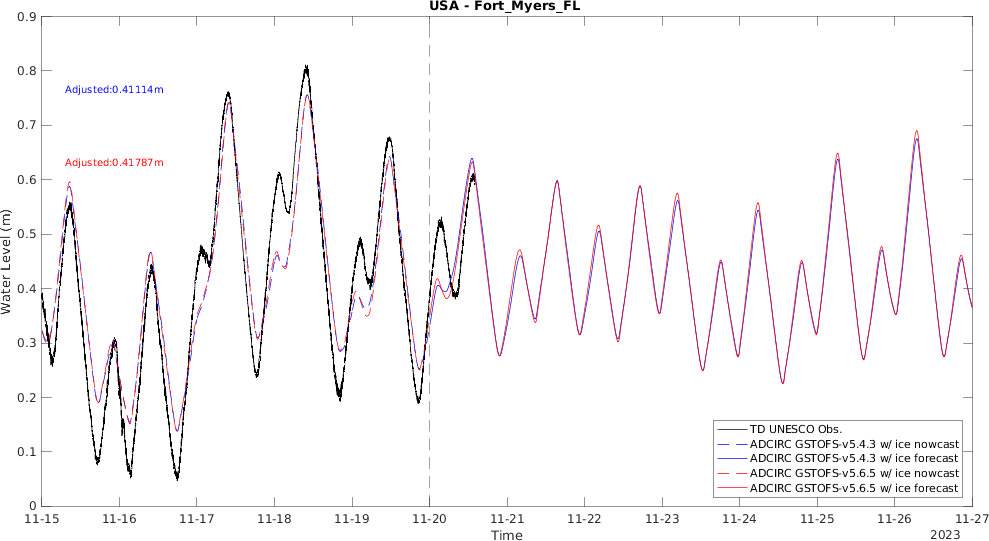 USA - Fort_Myers_FL
0.9
0.8
0.7
0.6
0.5
0.4
0.3
0.2
0.1
0
Water Level (m)
Adjusted:0.41114m
Adjusted:0.41787m
TD UNESCO Obs.
ADCIRC GSTOFS-v5.4.3 w/ ice nowcast
ADCIRC GSTOFS-v5.4.3 w/ ice forecast
ADCIRC GSTOFS-v5.6.5 w/ ice nowcast
ADCIRC GSTOFS-v5.6.5 w/ ice forecast
11-15 11-16 11-17 11-18 11-19 11-20 11-21 11-22 11-23 11-24 11-25 11-26 11-27
Time
2023